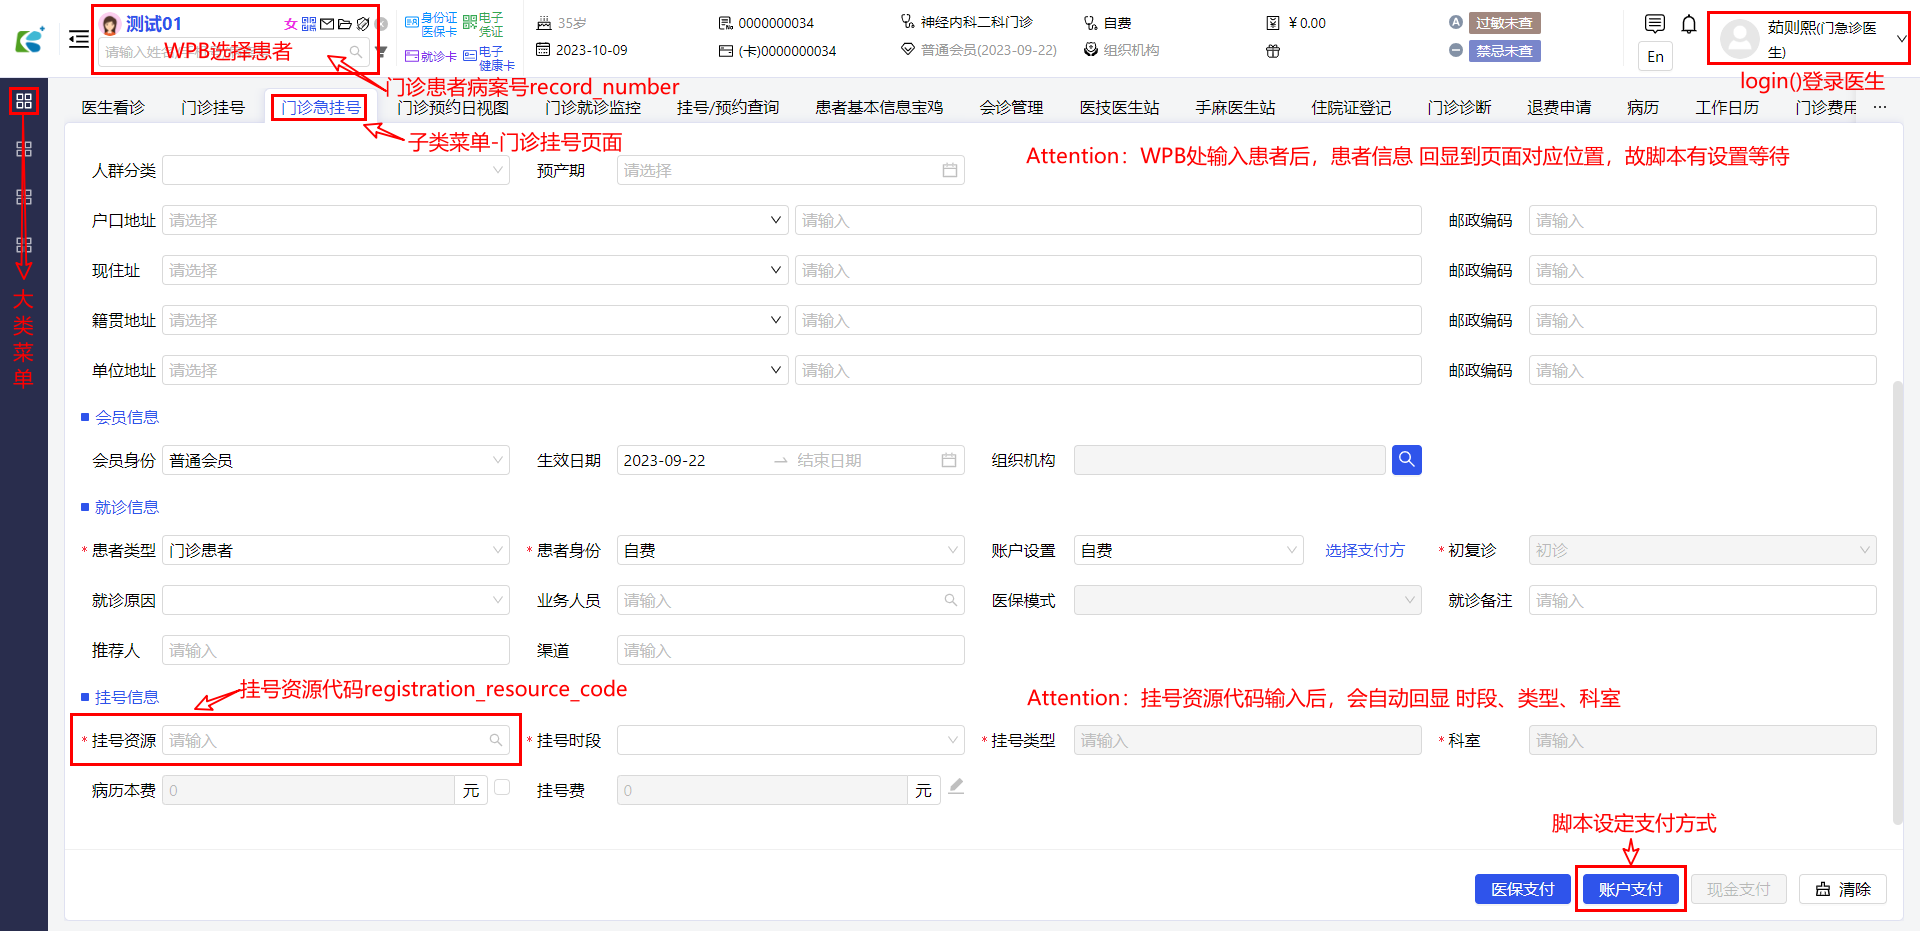 测试01 女
请输入姓名
WPB选择患者
身份证 电子
医保卡 凭证
就诊卡 电子
健康卡
35岁
2023-10-09
0000000034
(卡)0000000034
神经内科二科门诊
普通会员(2023-09-22)
自费
组织机构
¥ 0.00
A 过敏未查
禁忌未查
En
茹则熙(门急诊医
生)
login()登录医生
门诊患者病案号record_number
医生看诊 门诊挂号 门诊急挂号 门诊预约日视图 门诊就诊监控 挂号/预约查询 患者基本信息宝鸡 会诊管理 医技医生站 手麻医生站 住院证登记 门诊诊断 退费申请 病历 工作日历 门诊费用 ···
子类菜单-门诊挂号页面
Attention：WPB处输入患者后，患者信息 回显到页面对应位置，故脚本有设置等待
大
类
菜
单
人群分类 预产期 请选择
户口地址 请选择 请输入 邮政编码 请输入
现住址 请选择 请输入 邮政编码 请输入
籍贯地址 请选择 请输入 邮政编码 请输入
单位地址 请选择 请输入 邮政编码 请输入
会员信息
会员身份 普通会员 生效日期 2023-09-22 → 结束日期 组织机构
就诊信息
* 患者类型 门诊患者 * 患者身份 自费 账户设置 自费 选择支付方 * 初复诊 初诊
就诊原因 业务人员 请输入 医保模式 就诊备注 请输入
推荐人 请输入 渠道 请输入
挂号资源代码registration_resource_code
挂号信息
Attention：挂号资源代码输入后，会自动回显 时段、类型、科室
* 挂号资源 请输入 * 挂号时段 * 挂号类型 请输入 * 科室 请输入
病历本费 0 元 挂号费 0 元
脚本设定支付方式
医保支付 账户支付 现金支付 清除